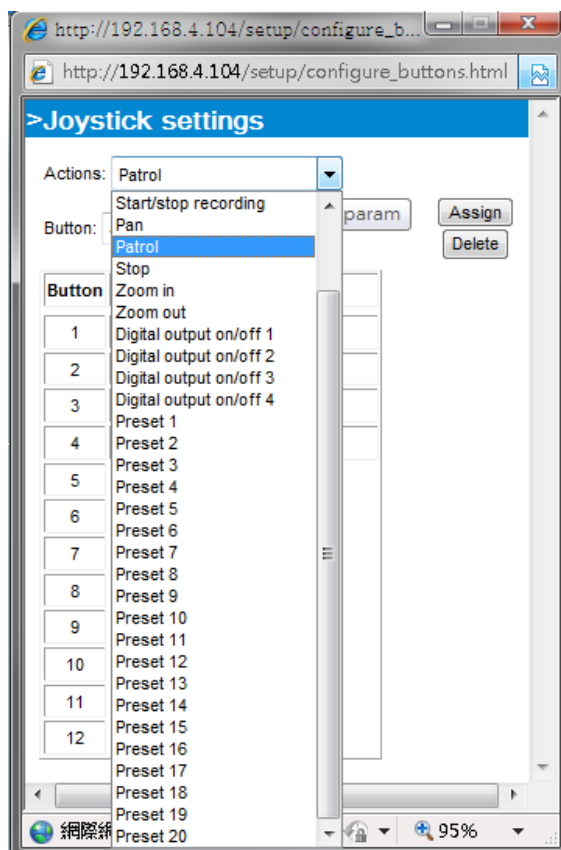 http://192.168.4.104/setup/configure_b...
http://192.168.4.104/setup/configure_buttons.html
>Joystick settings
Actions: Patrol
Start/stop recording
param
Assign
Button:
Pan
Patrol
Delete
Stop
Button
Zoom in
Zoom out
1
Digital output on/off 1
Digital output on/off 2
2
Digital output on/off 3
Digital output on/off 4
3
Preset 1
4
Preset 2
Preset 3
5
Preset 4
Preset 5
6
Preset 6
7
Preset 7
Preset 8
8
Preset 9
9
Preset 10
Preset 11
10
Preset 12
Preset 13
11
Preset 14
Preset 15
12
Preset 16
Preset 17
Preset 18
Preset 19
網際
Preset 20
95%